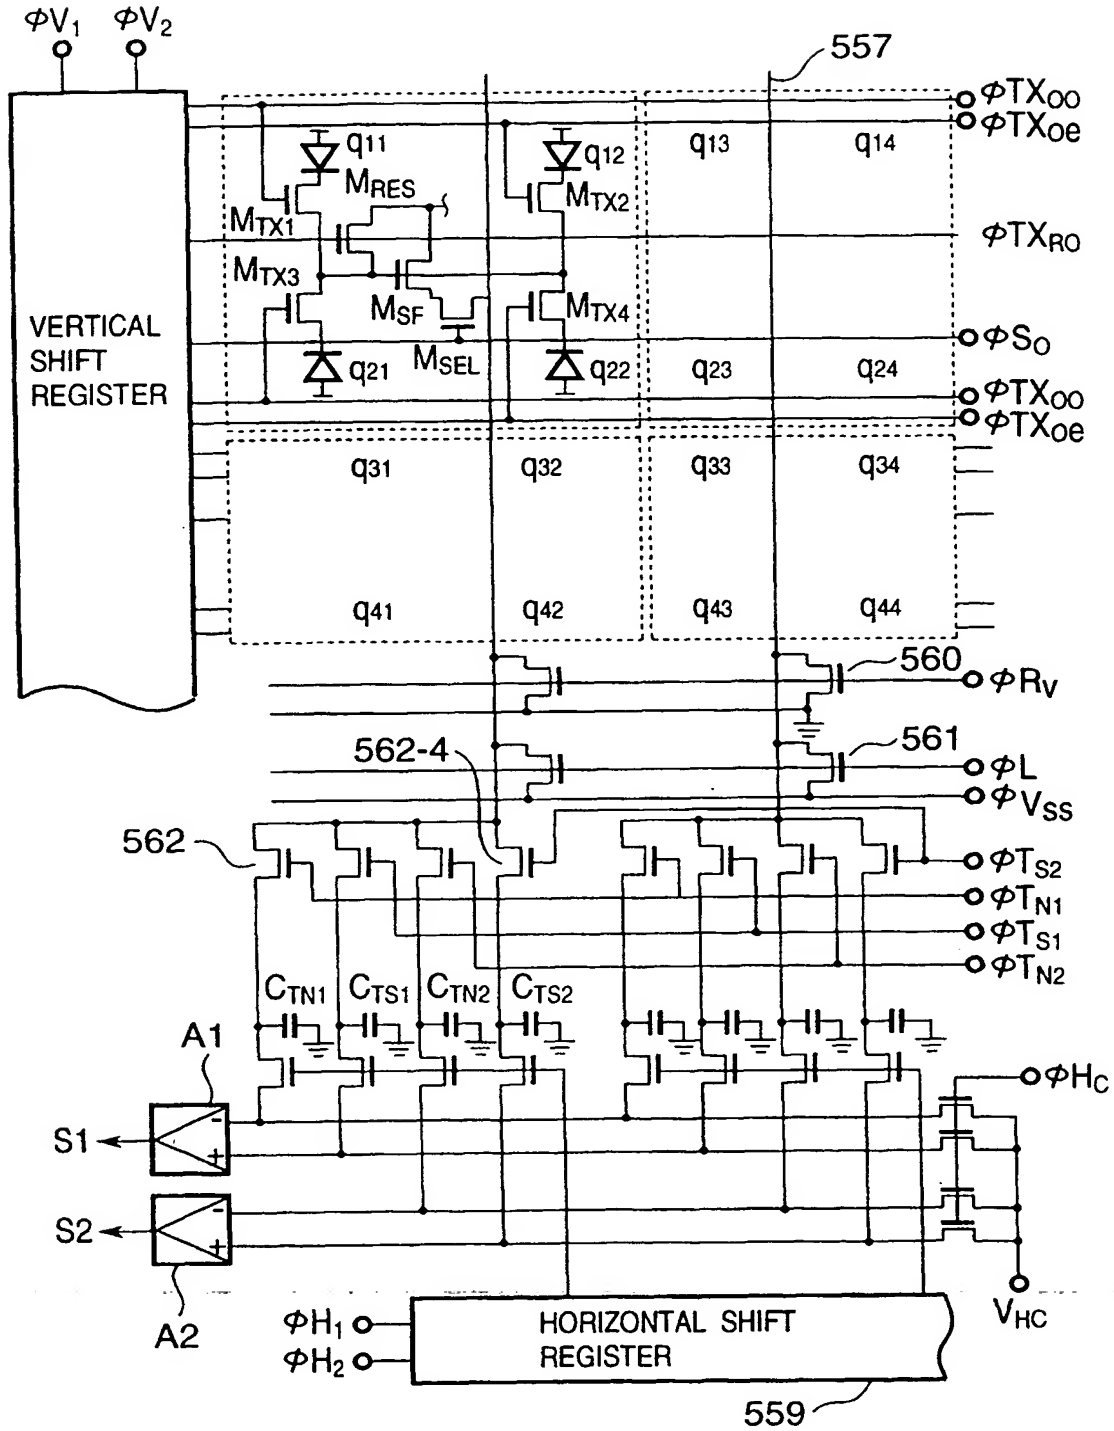 ϕV1 ϕV2
557
ϕTXOO
ϕTXOe
q11 q12 q13 q14
MRES
MTX1 MTX2
ϕTXRO
MTX3
MSF MTX4
VERTICAL
SHIFT
REGISTER
MSEL
ϕSO
q21 q22 q23 q24
ϕTXOO
ϕTXOe
q31 q32 q33 q34
q41 q42 q43 q44
560
ϕRV
562-4
561
ϕL
ϕVSS
562
ϕTS2
ϕTN1
ϕTS1
ϕTN2
CTN1 CTS1 CTN2 CTS2
A1
ϕHC
- 
S1
+
-
S2
+
A2
VHC
ϕH1
ϕH2
HORIZONTAL SHIFT
REGISTER
559